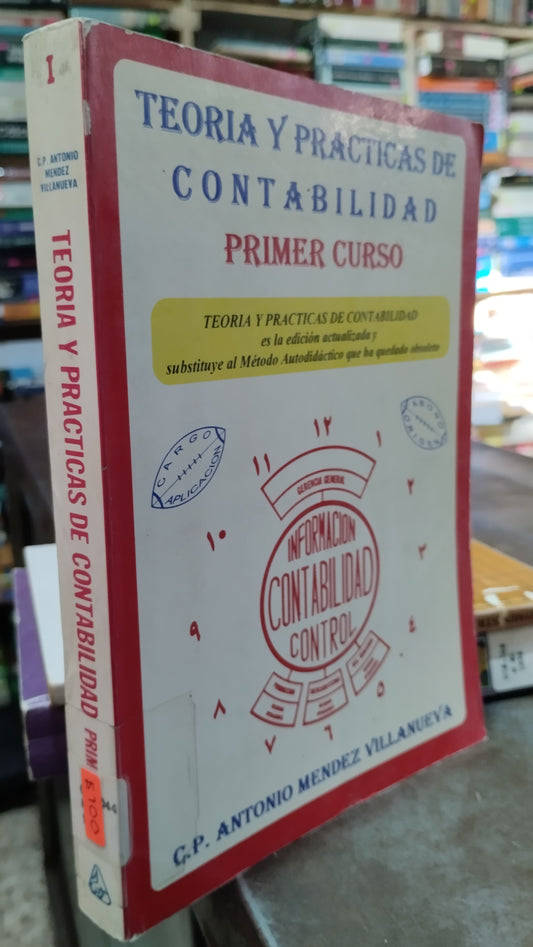 I
C.P. ANTONIO
MENDEZ
VILLANUEVA
TEORIA Y PRACTICAS DE CONTABILIDAD PRIM
$100
44
TEORIA Y PRACTICAS DE
CONTABILIDAD
PRIMER CURSO
TEORIA Y PRACTICAS DE CONTABILIDAD
es la edición actualizada y
substituye al Método Autodidáctico que ha quedado obsoleto
CARGO
APLICACION
ABONO
ORIGEN
١٢
١
٢
٣
٤
٥
٦
٧
٨
٩
١٠
١١
GERENCIA GENERAL
INFORMACION
CONTABILIDAD
CONTROL
C.P. ANTONIO MENDEZ VILLANUEVA